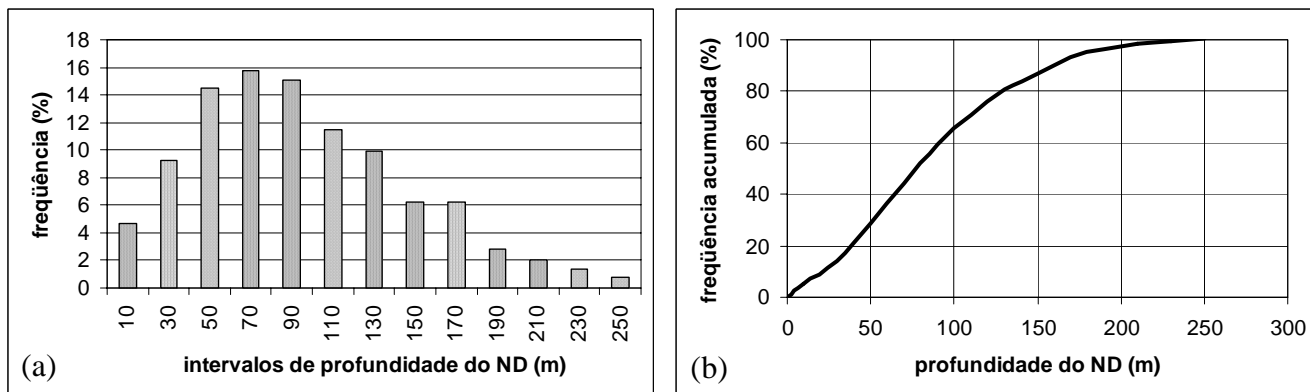 18
16
14
12
10
8
6
4
2
0
freqüência (%)
10 30 50 70 90 110 130 150 170 190 210 230 250
intervalos de profundidade do ND (m)
(a)
100
80
60
40
20
0
freqüência acumulada (%)
0 50 100 150 200 250 300
profundidade do ND (m)
(b)